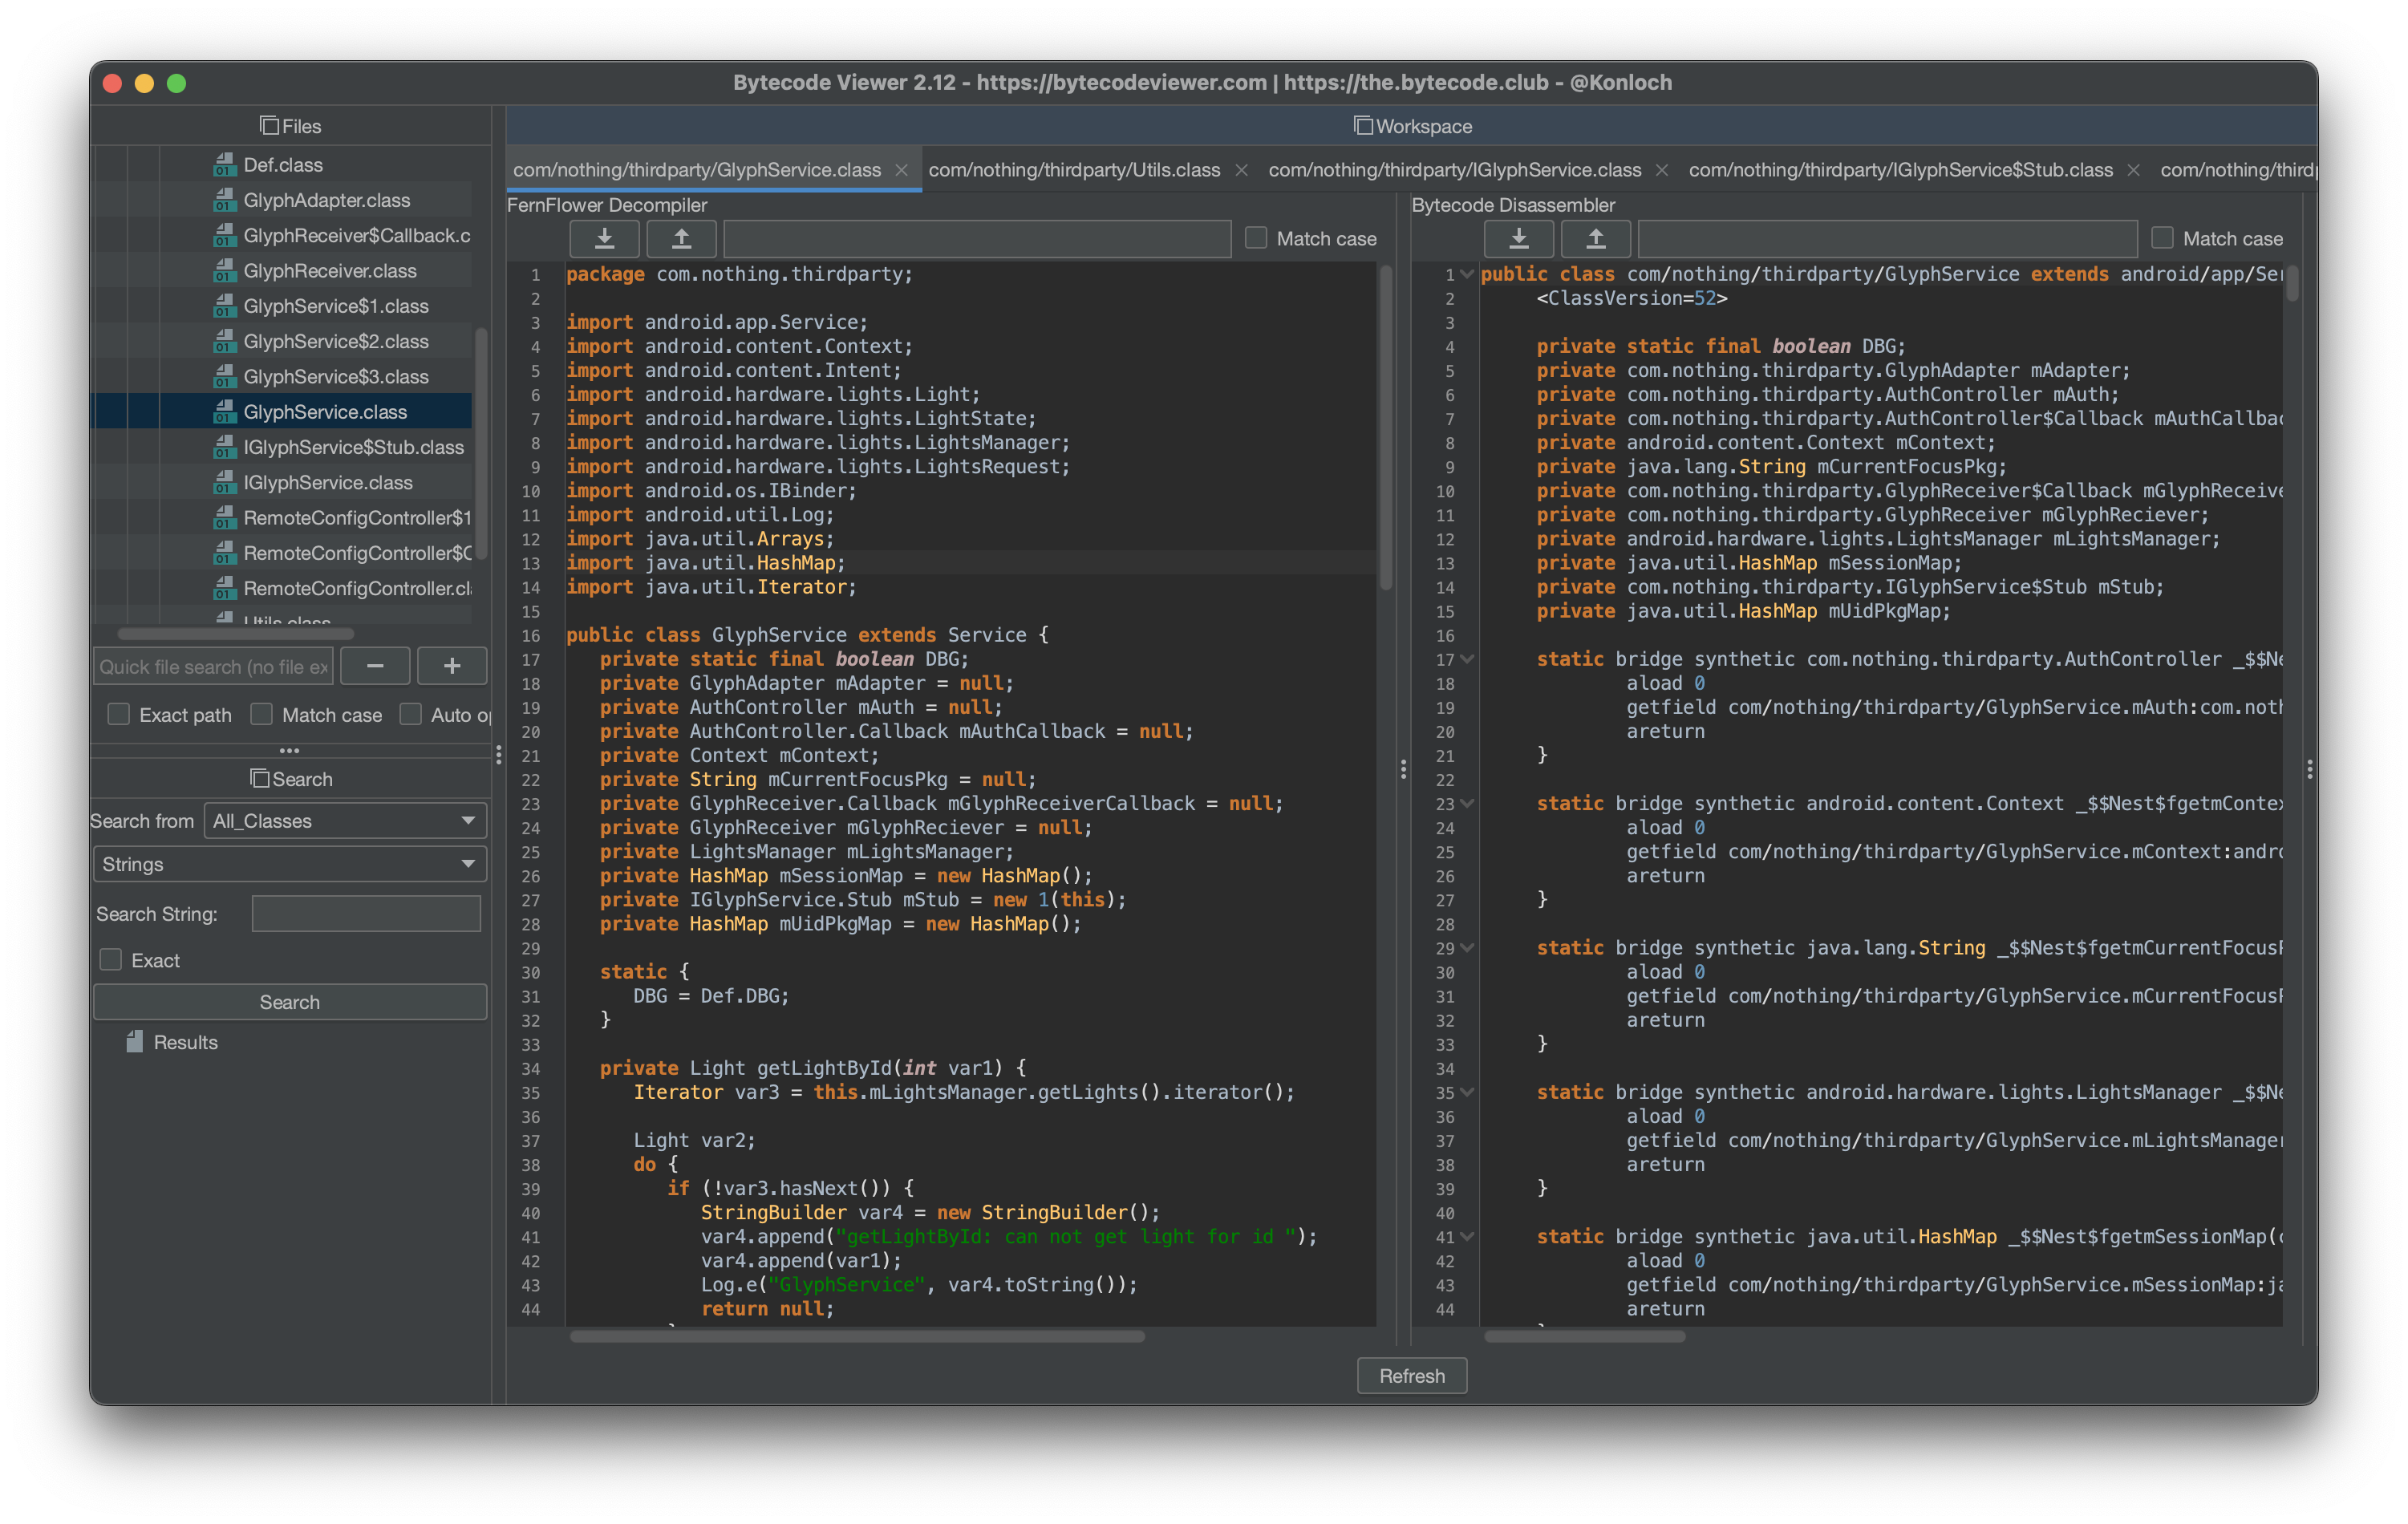 Bytecode Viewer 2.12 - https://bytecodeviewer.com | https://the.bytecode.club - @Konloch
Files
Def.class
GlyphAdapter.class
GlyphReceiver$Callback.c
GlyphReceiver.class
GlyphService$1.class
GlyphService$2.class
GlyphService$3.class
GlyphService.class
IGlyphService$Stub.class
IGlyphService.class
RemoteConfigController$1
RemoteConfigController$C
RemoteConfigController.cl
Utils.class
Quick file search (no file ex
− +
Exact path Match case Auto o
Search
Search from All_Classes
Strings
Search String:
Exact
Search
Results
Workspace
com/nothing/thirdparty/GlyphService.class com/nothing/thirdparty/Utils.class com/nothing/thirdparty/IGlyphService.class com/nothing/thirdparty/IGlyphService$Stub.class com/nothing/third
FernFlower Decompiler
Match case
1 package com.nothing.thirdparty;
2
3 import android.app.Service;
4 import android.content.Context;
5 import android.content.Intent;
6 import android.hardware.lights.Light;
7 import android.hardware.lights.LightState;
8 import android.hardware.lights.LightsManager;
9 import android.hardware.lights.LightsRequest;
10 import android.os.IBinder;
11 import android.util.Log;
12 import java.util.Arrays;
13 import java.util.HashMap;
14 import java.util.Iterator;
15
16 public class GlyphService extends Service {
17 private static final boolean DBG;
18 private GlyphAdapter mAdapter = null;
19 private AuthController mAuth = null;
20 private AuthController.Callback mAuthCallback = null;
21 private Context mContext;
22 private String mCurrentFocusPkg = null;
23 private GlyphReceiver.Callback mGlyphReceiverCallback = null;
24 private GlyphReceiver mGlyphReciever = null;
25 private LightsManager mLightsManager;
26 private HashMap mSessionMap = new HashMap();
27 private IGlyphService.Stub mStub = new 1(this);
28 private HashMap mUidPkgMap = new HashMap();
29
30 static {
31 DBG = Def.DBG;
32 }
33
34 private Light getLightById(int var1) {
35 Iterator var3 = this.mLightsManager.getLights().iterator();
36
37 Light var2;
38 do {
39 if (!var3.hasNext()) {
40 StringBuilder var4 = new StringBuilder();
41 var4.append("getLightById: can not get light for id ");
42 var4.append(var1);
43 Log.e("GlyphService", var4.toString());
44 return null;
Bytecode Disassembler
Match case
1 public class com/nothing/thirdparty/GlyphService extends android/app/Ser
2 <ClassVersion=52>
3
4 private static final boolean DBG;
5 private com.nothing.thirdparty.GlyphAdapter mAdapter;
6 private com.nothing.thirdparty.AuthController mAuth;
7 private com.nothing.thirdparty.AuthController$Callback mAuthCallbac
8 private android.content.Context mContext;
9 private java.lang.String mCurrentFocusPkg;
10 private com.nothing.thirdparty.GlyphReceiver$Callback mGlyphReceive
11 private com.nothing.thirdparty.GlyphReceiver mGlyphReciever;
12 private android.hardware.lights.LightsManager mLightsManager;
13 private java.util.HashMap mSessionMap;
14 private com.nothing.thirdparty.IGlyphService$Stub mStub;
15 private java.util.HashMap mUidPkgMap;
16
17 static bridge synthetic com.nothing.thirdparty.AuthController _$$Ne
18 aload 0
19 getfield com/nothing/thirdparty/GlyphService.mAuth:com.noth
20 areturn
21 }
22
23 static bridge synthetic android.content.Context _$$Nest$fgetmContex
24 aload 0
25 getfield com/nothing/thirdparty/GlyphService.mContext:andro
26 areturn
27 }
28
29 static bridge synthetic java.lang.String _$$Nest$fgetmCurrentFocusP
30 aload 0
31 getfield com/nothing/thirdparty/GlyphService.mCurrentFocusP
32 areturn
33 }
34
35 static bridge synthetic android.hardware.lights.LightsManager _$$Ne
36 aload 0
37 getfield com/nothing/thirdparty/GlyphService.mLightsManager
38 areturn
39 }
40
41 static bridge synthetic java.util.HashMap _$$Nest$fgetmSessionMap(c
42 aload 0
43 getfield com/nothing/thirdparty/GlyphService.mSessionMap:ja
44 areturn
Refresh